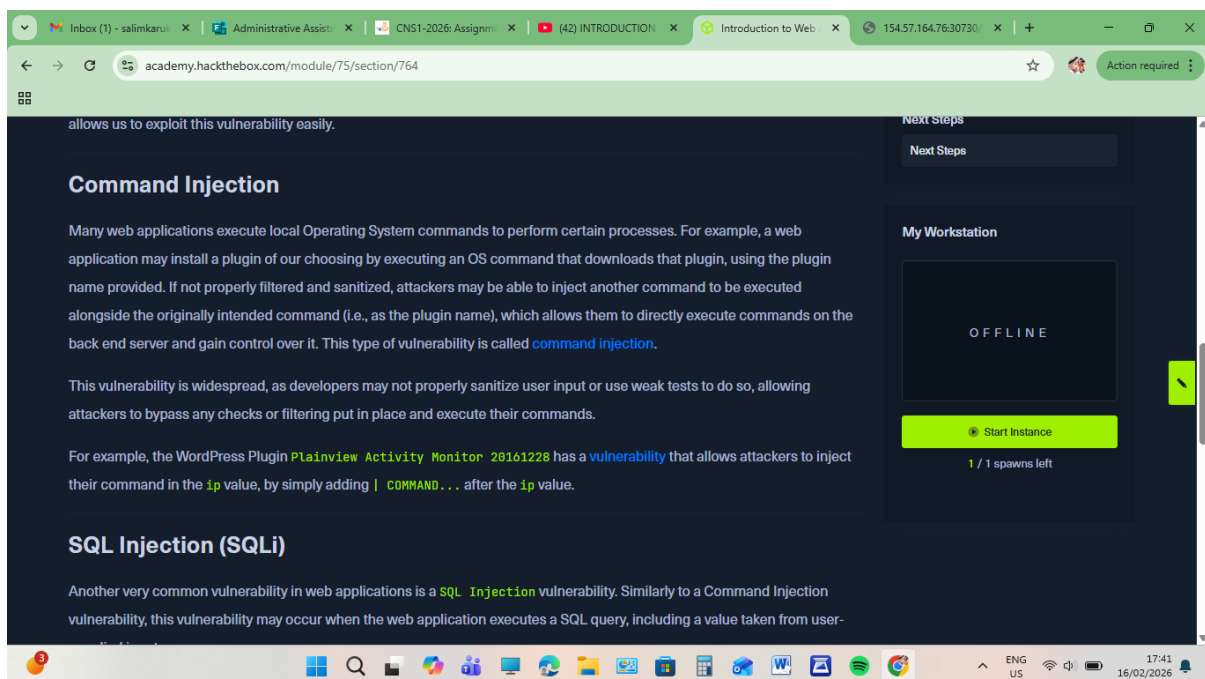 Inbox (1) - salimkaruk
Administrative Assista
CNS1-2026: Assignme
(42) INTRODUCTION
Introduction to Web A
154.57.164.76:30730/
academy.hackthebox.com/module/75/section/764
Action required
allows us to exploit this vulnerability easily.
Command Injection
Many web applications execute local Operating System commands to perform certain processes. For example, a web
application may install a plugin of our choosing by executing an OS command that downloads that plugin, using the plugin
name provided. If not properly filtered and sanitized, attackers may be able to inject another command to be executed
alongside the originally intended command (i.e., as the plugin name), which allows them to directly execute commands on the
back end server and gain control over it. This type of vulnerability is called command injection.
This vulnerability is widespread, as developers may not properly sanitize user input or use weak tests to do so, allowing
attackers to bypass any checks or filtering put in place and execute their commands.
For example, the WordPress Plugin Plainview Activity Monitor 20161228 has a vulnerability that allows attackers to inject
their command in the ip value, by simply adding | COMMAND... after the ip value.
SQL Injection (SQLi)
Another very common vulnerability in web applications is a SQL Injection vulnerability. Similarly to a Command Injection
vulnerability, this vulnerability may occur when the web application executes a SQL query, including a value taken from user-
Next Steps
Next Steps
My Workstation
OFFLINE
Start Instance
1 / 1 spawns left
3
ENG
US
17:41
16/02/2026